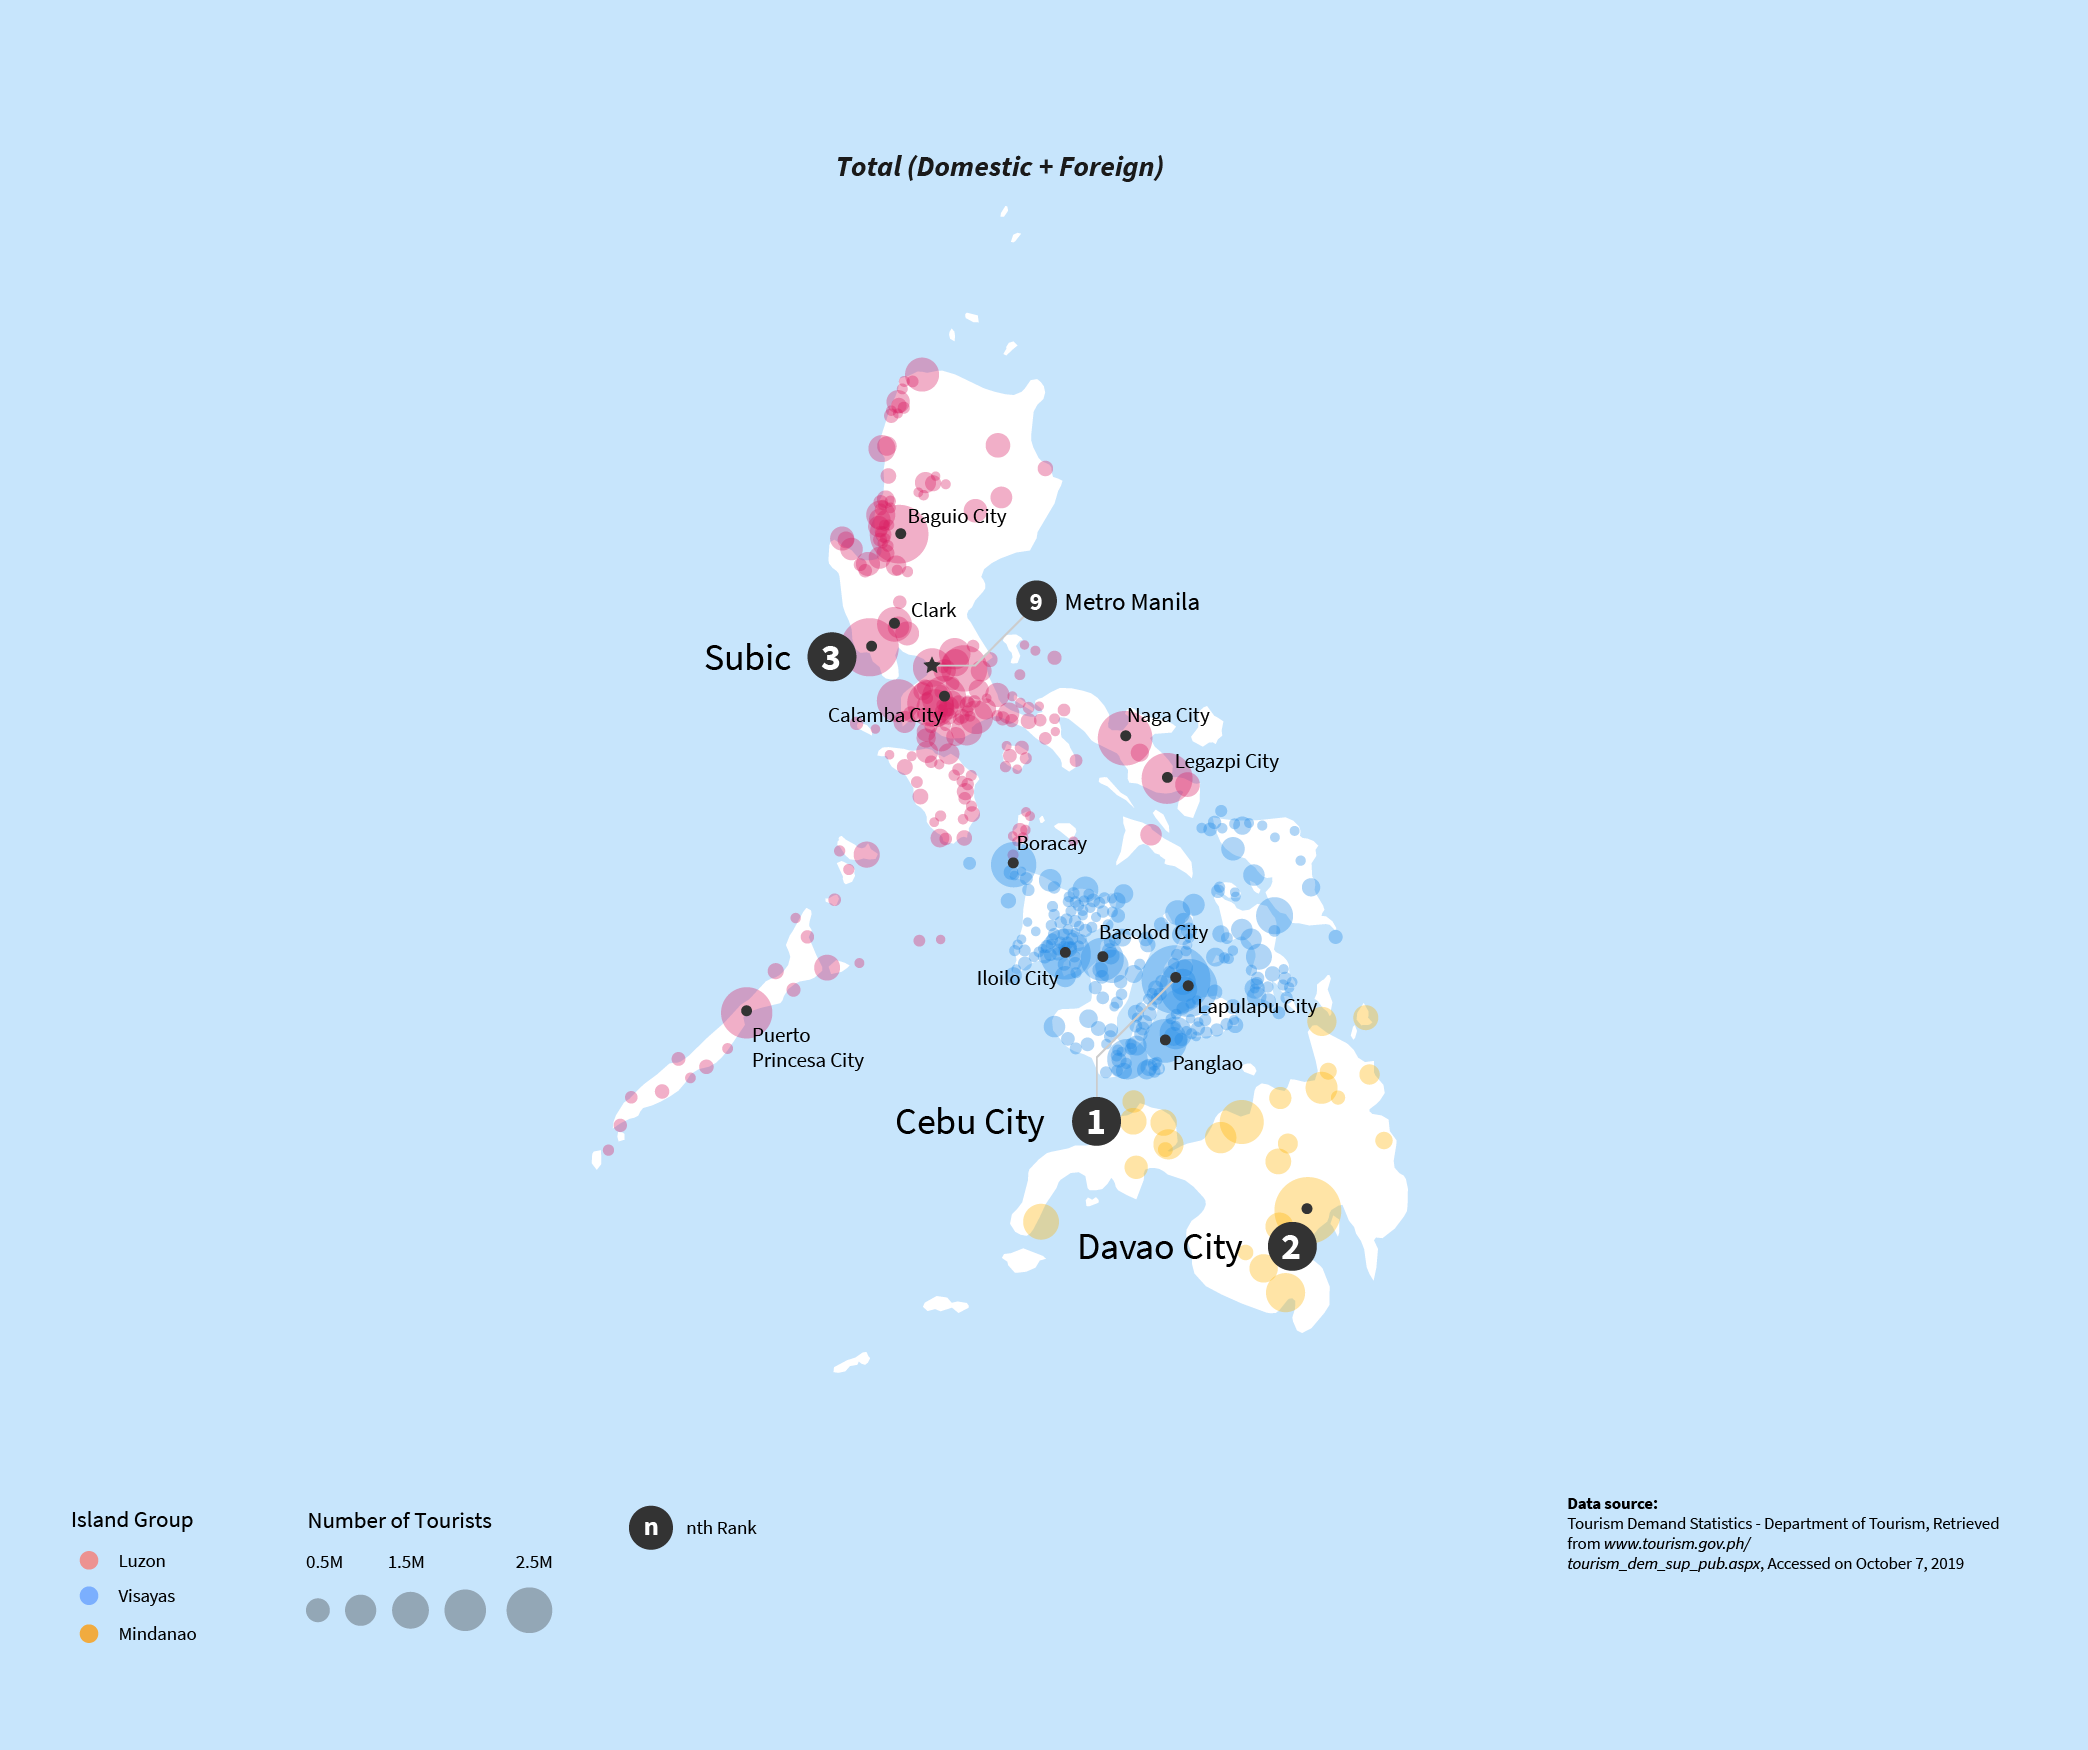 Total (Domestic + Foreign)
Baguio City
Clark
9 Metro Manila
Subic 3
Calamba City
Naga City
Legazpi City
Boracay
Bacolod City
Iloilo City
Lapulapu City
Puerto
Princesa City
Panglao
Cebu City 1
Davao City 2
Island Group
Luzon
Visayas
Mindanao
Number of Tourists
0.5M 1.5M 2.5M
n nth Rank
Data source:
Tourism Demand Statistics - Department of Tourism, Retrieved
from www.tourism.gov.ph/
tourism_dem_sup_pub.aspx, Accessed on October 7, 2019